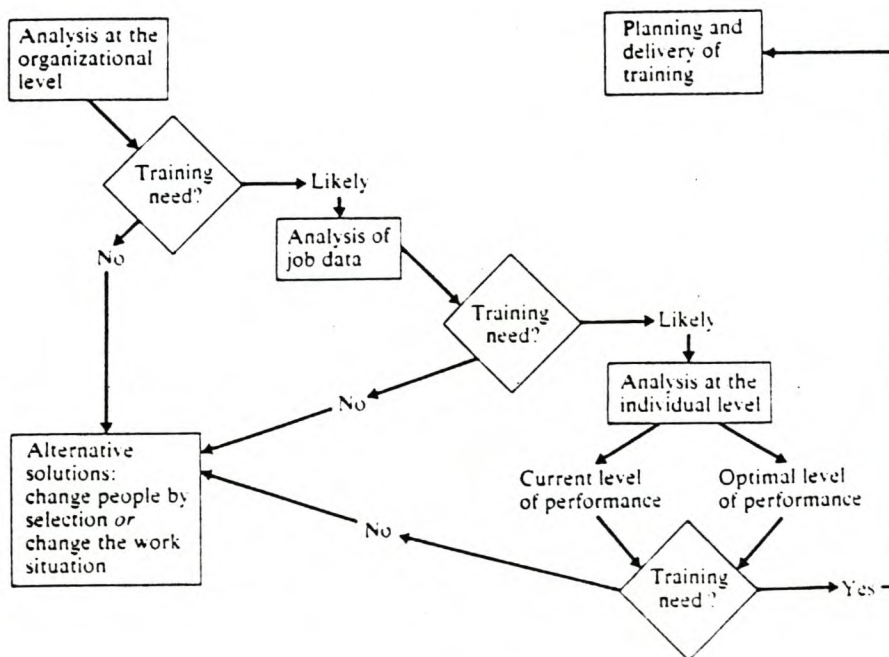 Analysis at the
organizational
level
Planning and
delivery of
training
Training
need?
Likely
No
Analysis of
job data
Training
need?
Likely
No
Analysis at the
individual level
Alternative
solutions:
change people by
selection or
change the work
situation
Current level
of performance
Optimal level
of performance
No
Training
need?
Yes